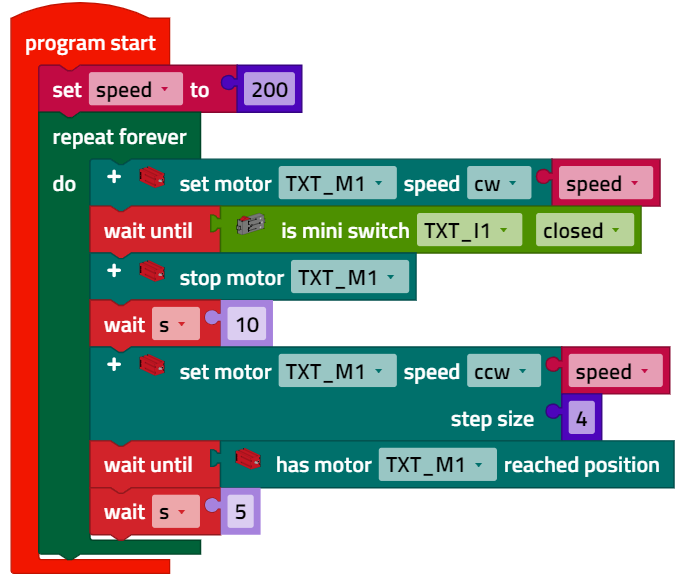 program start
set speed to 200
repeat forever
do + set motor TXT_M1 speed cw speed
wait until is mini switch TXT_I1 closed
+ stop motor TXT_M1
wait s 10
+ set motor TXT_M1 speed ccw speed
step size 4
wait until has motor TXT_M1 reached position
wait s 5